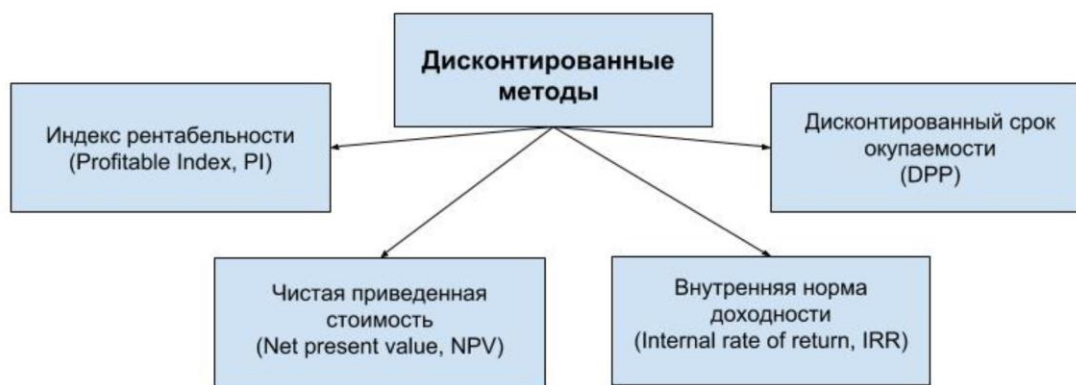 Дисконтированные
методы
Индекс рентабельности
(Profitable Index, PI)
Дисконтированный срок
окупаемости
(DPP)
Чистая приведенная
стоимость
(Net present value, NPV)
Внутренняя норма
доходности
(Internal rate of return, IRR)